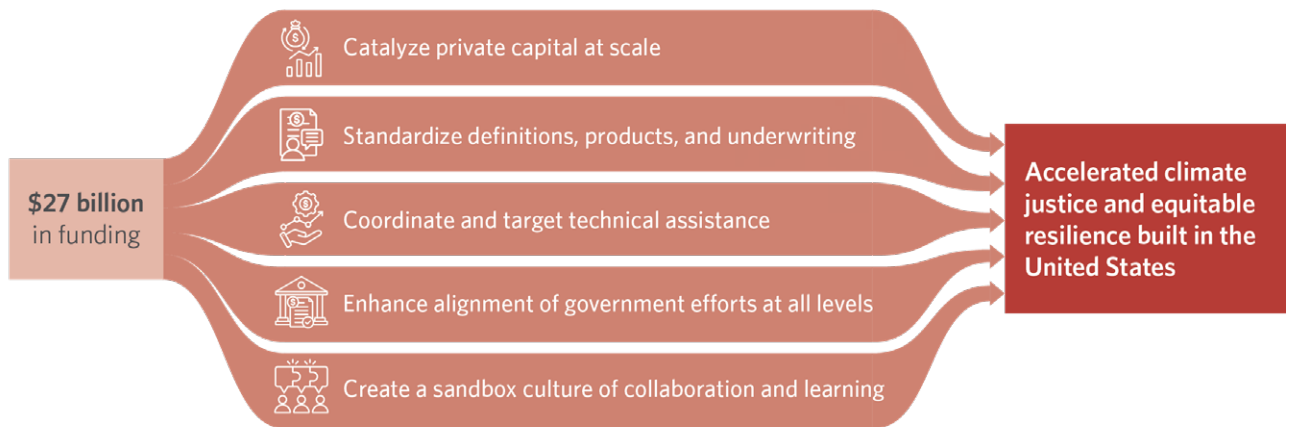 $27 billion
in funding
Catalyze private capital at scale
Standardize definitions, products, and underwriting
Coordinate and target technical assistance
Enhance alignment of government efforts at all levels
Create a sandbox culture of collaboration and learning
Accelerated climate
justice and equitable
resilience built in the
United States